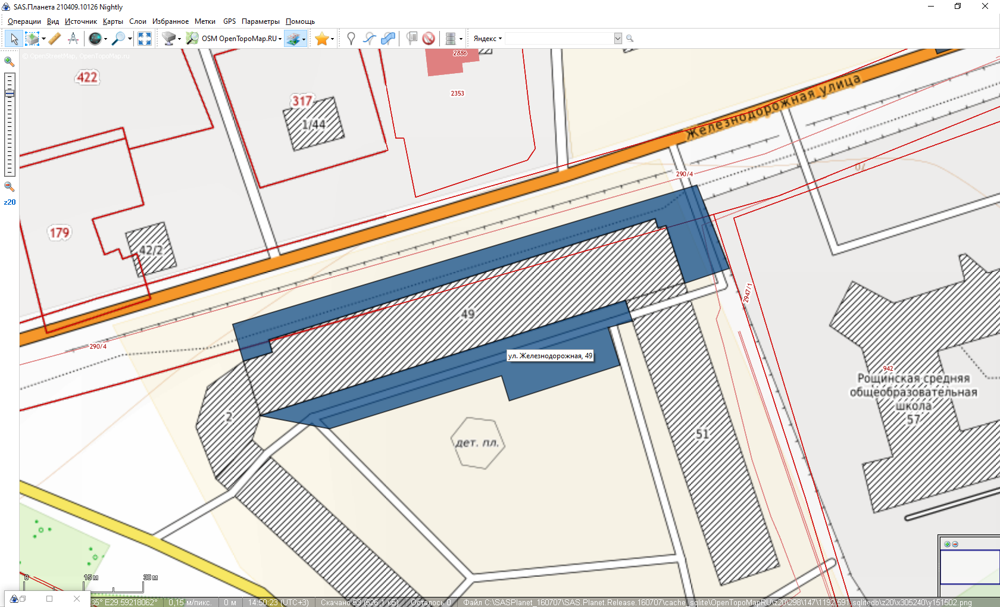 SAS.Планета 210409.10126 Nightly
Операции Вид Источник Карты Слои Избранное Метки GPS Параметры Помощь
OSM OpenTopoMap.RU
Яндекс
© OpenStreetMap, OpenTopoMap.ru
z20
2886
422
2353
317
1/44
Железнодорожная улица
290/4
70
179
42/2
49
2947/1
290/4
ул. Железнодорожная, 49
942
Рощинская средняя
общеобразовательная
школа
57
2
51
дет. пл.
0 15 м 30 м
35° E29.59218062° 0,15 м/пикс. 0 м 14:50:23 (UTC+3) Скачано 53 (526,1 кБ) Осталось 0 Файл C:\SASPlanet_160707\SAS.Planet.Release.160707\cache_sqlite\OpenTopoMapRU\z20\298\147\1192.591.sqlitedb\z20\x305240\y151502.png